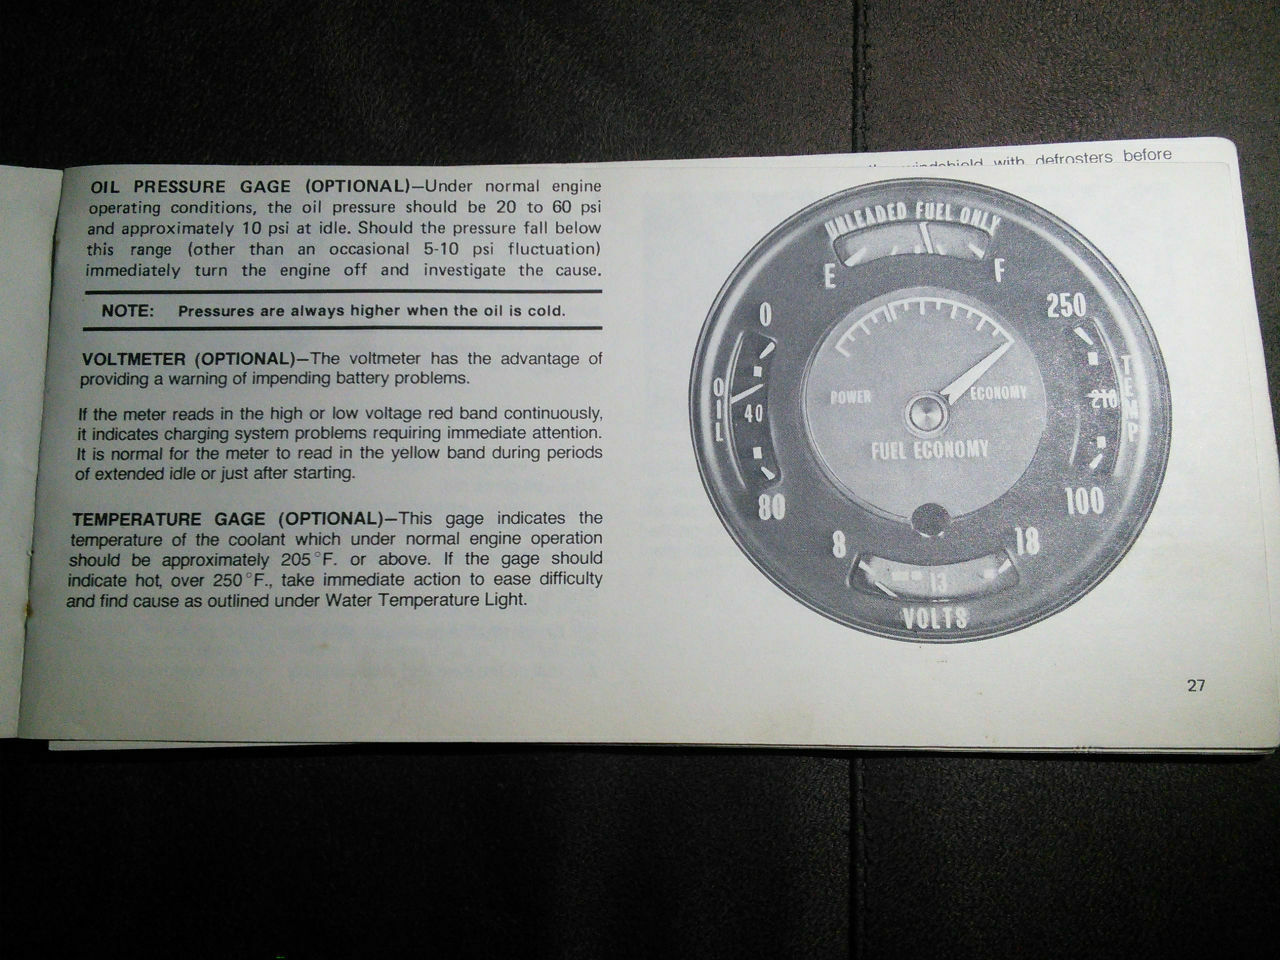 windshield with defrosters before
OIL PRESSURE GAGE (OPTIONAL)—Under normal engine
operating conditions, the oil pressure should be 20 to 60 psi
and approximately 10 psi at idle. Should the pressure fall below
this range (other than an occasional 5-10 psi fluctuation)
immediately turn the engine off and investigate the cause.
NOTE: Pressures are always higher when the oil is cold.
VOLTMETER (OPTIONAL)—The voltmeter has the advantage of
providing a warning of impending battery problems.
If the meter reads in the high or low voltage red band continuously,
it indicates charging system problems requiring immediate attention.
It is normal for the meter to read in the yellow band during periods
of extended idle or just after starting.
TEMPERATURE GAGE (OPTIONAL)—This gage indicates the
temperature of the coolant which under normal engine operation
should be approximately 205°F. or above. If the gage should
indicate hot, over 250°F., take immediate action to ease difficulty
and find cause as outlined under Water Temperature Light.
UNLEADED FUEL ONLY
E F
0
OIL
40
80
250
TEMP
210
100
POWER ECONOMY
FUEL ECONOMY
8 18
13
VOLTS
27